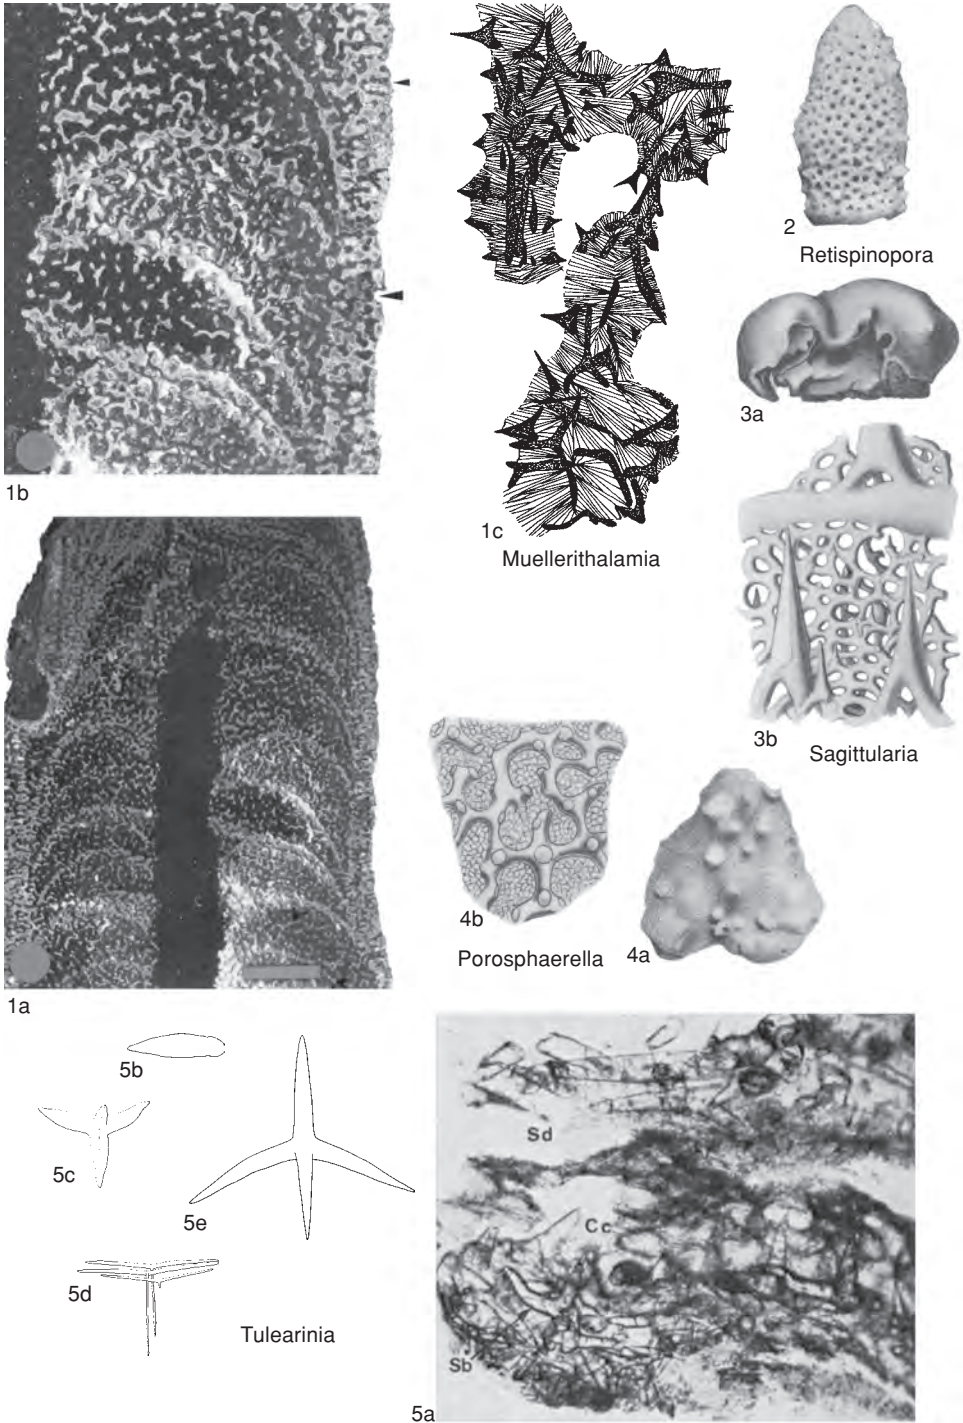 1b
1c
Muellerithalamia
2
Retispinopora
3a
3b
Sagittularia
1a
4b
Porosphaerella
4a
5b
5c
5e
5d
Tulearinia
Sd
Cc
Sb
5a